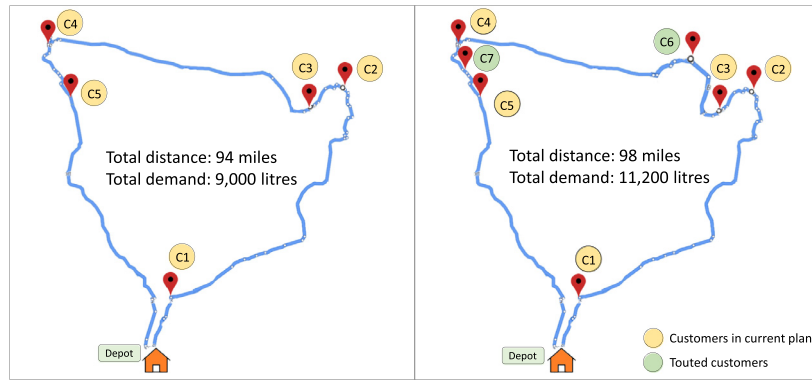 C4
C3
C2
C5
Total distance: 94 miles
Total demand: 9,000 litres
C1
Depot
C4
C6
C7
C3
C2
C5
Total distance: 98 miles
Total demand: 11,200 litres
C1
Depot
Customers in current plan
Touted customers